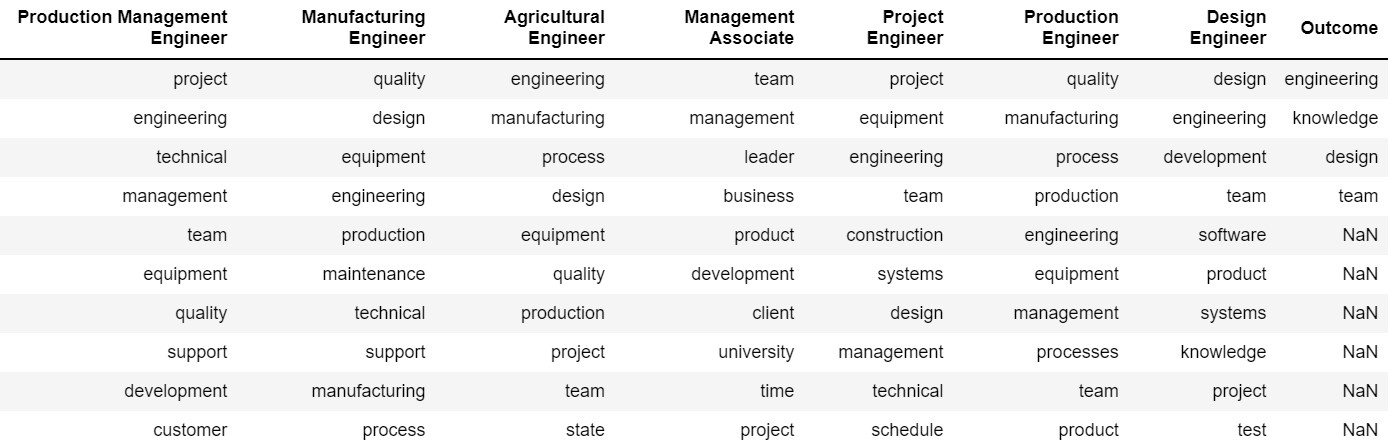 Production Management Engineer Manufacturing Engineer Agricultural Engineer Management Associate Project Engineer Production Engineer Design Engineer Outcome
project quality engineering team project quality design engineering
engineering design manufacturing management equipment manufacturing engineering knowledge
technical equipment process leader engineering process development design
management engineering design business team production team team
team production equipment product construction engineering software NaN
equipment maintenance quality development systems equipment product NaN
quality technical production client design management systems NaN
support support project university management processes knowledge NaN
development manufacturing team time technical team project NaN
customer process state project schedule product test NaN